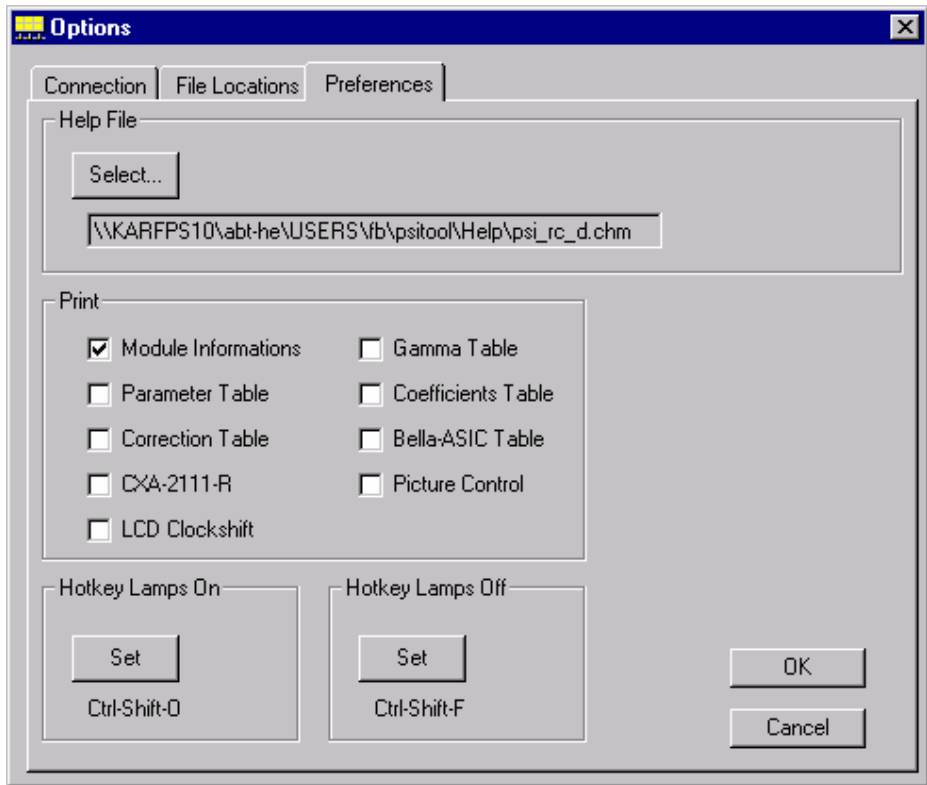 Options
Connection File Locations Preferences
Help File
Select...
\\KARFPS10\abt-he\USERS\fb\psitool\Help\psi_rc_d.chm
Print
Module Informations Gamma Table
Parameter Table Coefficients Table
Correction Table Bella-ASIC Table
CXA-2111-R Picture Control
LCD Clockshift
Hotkey Lamps On Hotkey Lamps Off
Set Set
OK
Ctrl-Shift-O Ctrl-Shift-F
Cancel